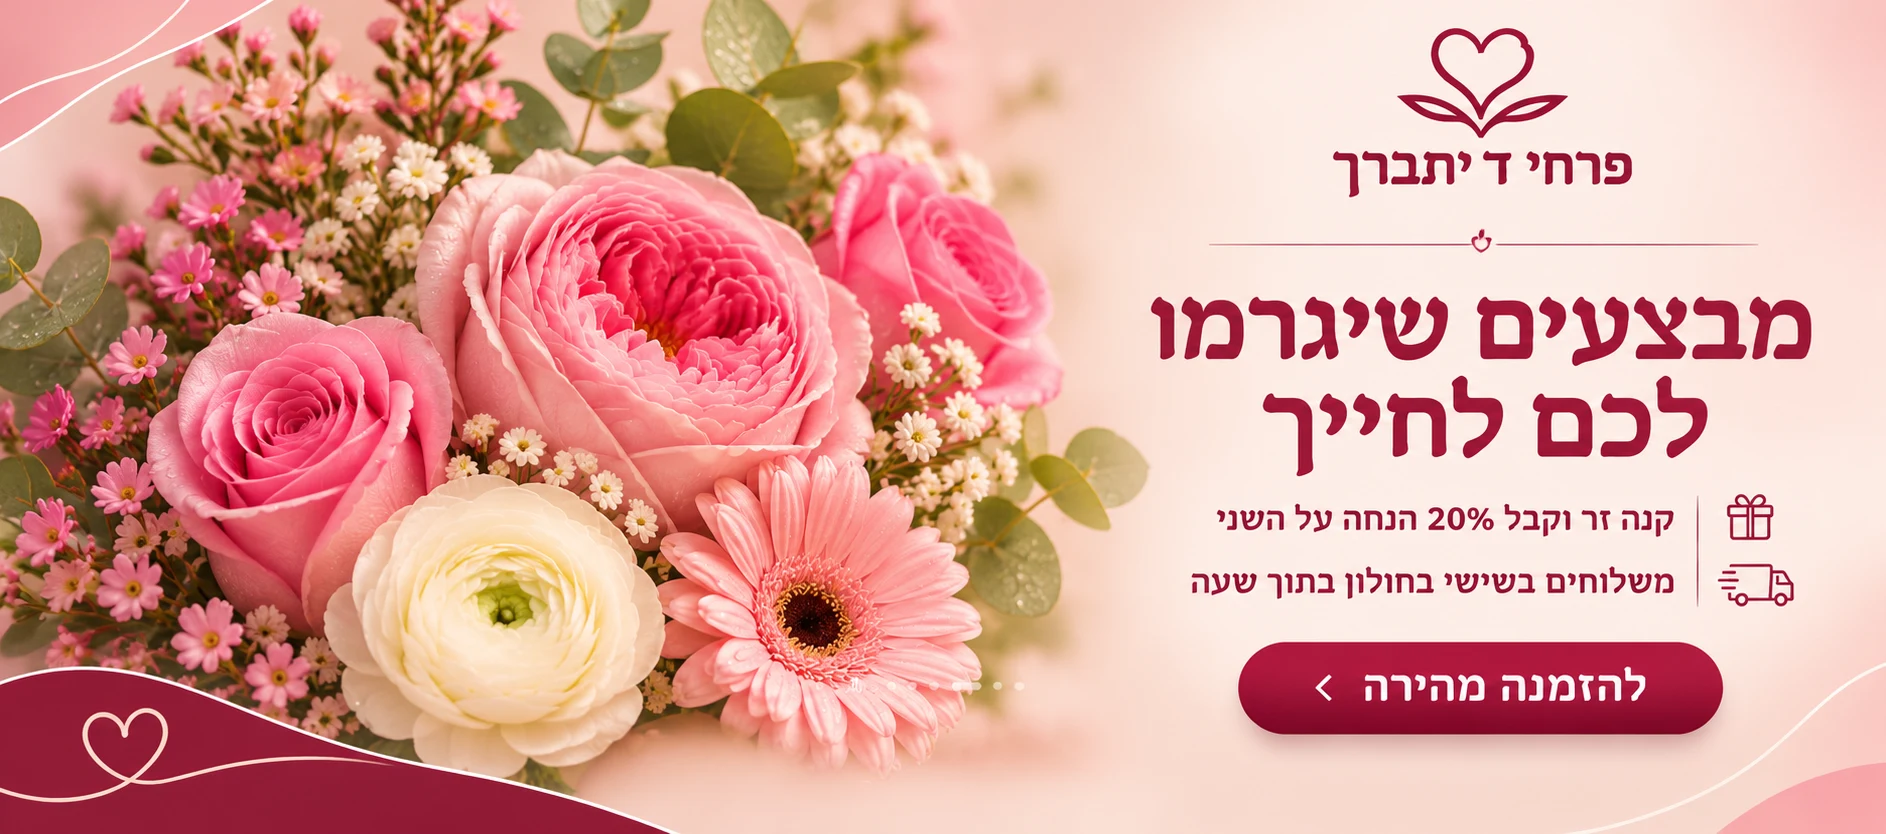 פרחי ד יתברך
מבצעים שיגרמו
לכם לחייך
קנה זר וקבל 20% הנחה על השני
משלוחים בשישי בחולון בתוך שעה
להזמנה מהירה